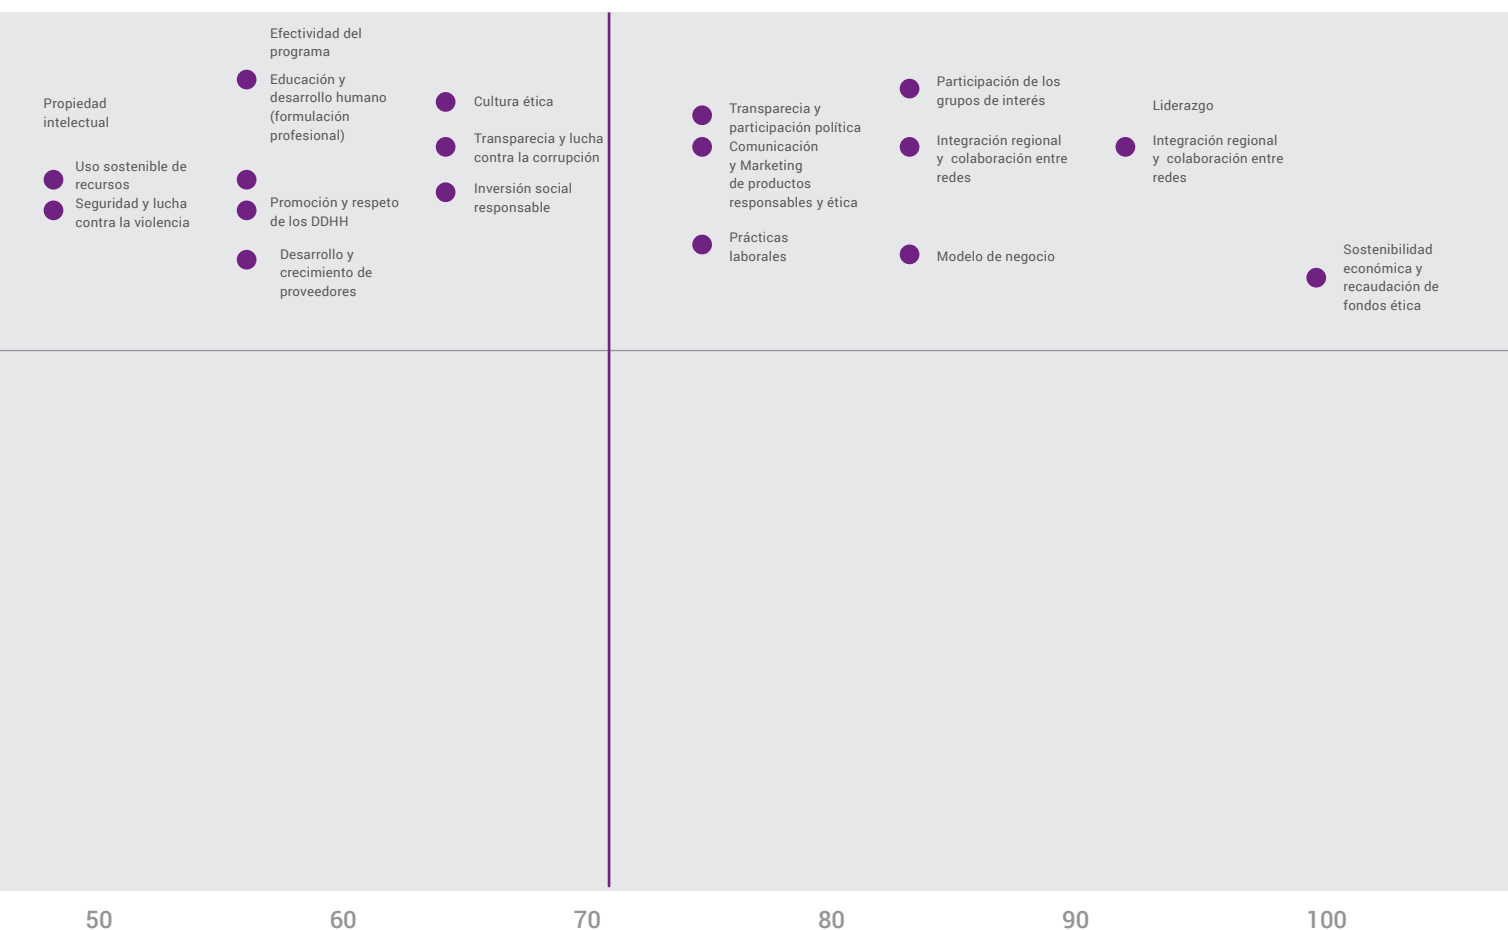 Propiedad
intelectual
Uso sostenible de
recursos
Seguridad y lucha
contra la violencia
Efectividad del
programa
Educación y
desarrollo humano
(formulación
profesional)
Promoción y respeto
de los DDHH
Desarrollo y
crecimiento de
proveedores
Cultura ética
Transparecia y lucha
contra la corrupción
Inversión social
responsable
Transparecia y
participación política
Comunicación
y Marketing
de productos
responsables y ética
Prácticas
laborales
Participación de los
grupos de interés
Integración regional
y colaboración entre
redes
Modelo de negocio
Liderazgo
Integración regional
y colaboración entre
redes
Sostenibilidad
económica y
recaudación de
fondos ética
50 60 70 80 90 100